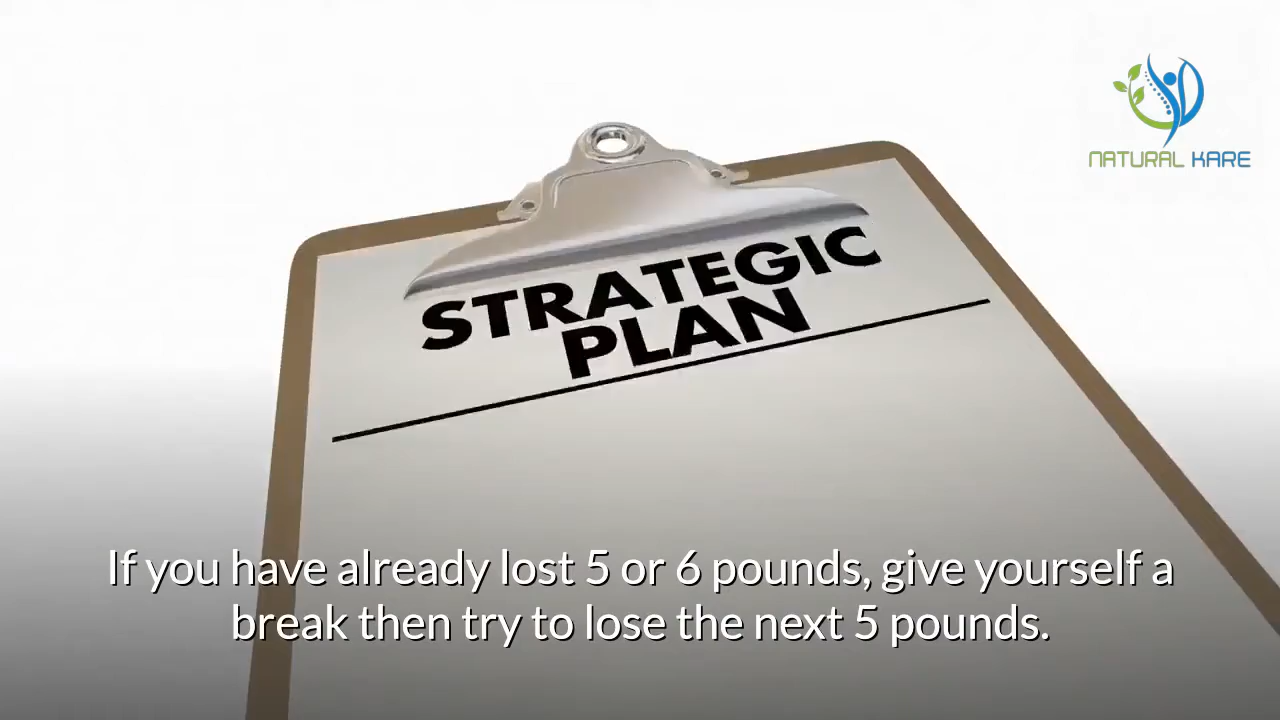 NATURAL KARE
STRATEGIC
PLAN
If you have already lost 5 or 6 pounds, give yourself a
break then try to lose the next 5 pounds.